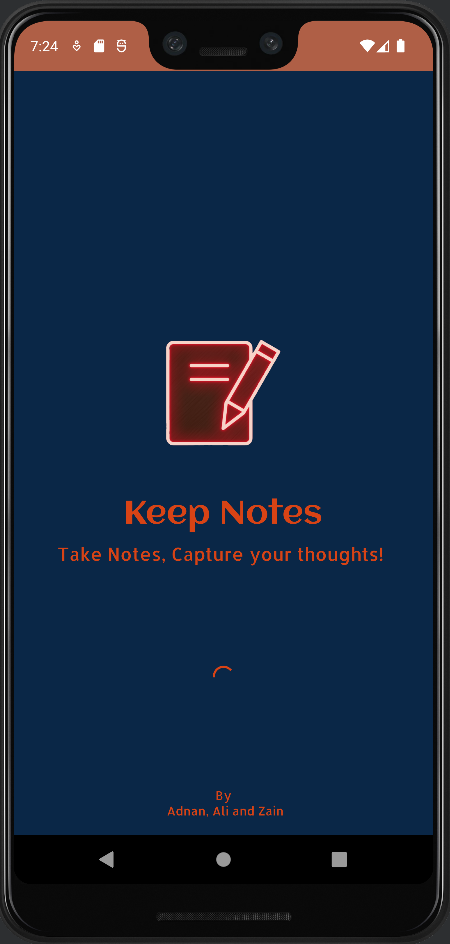 7:24
Keep Notes
Take Notes, Capture your thoughts!
By
Adnan, Ali and Zain